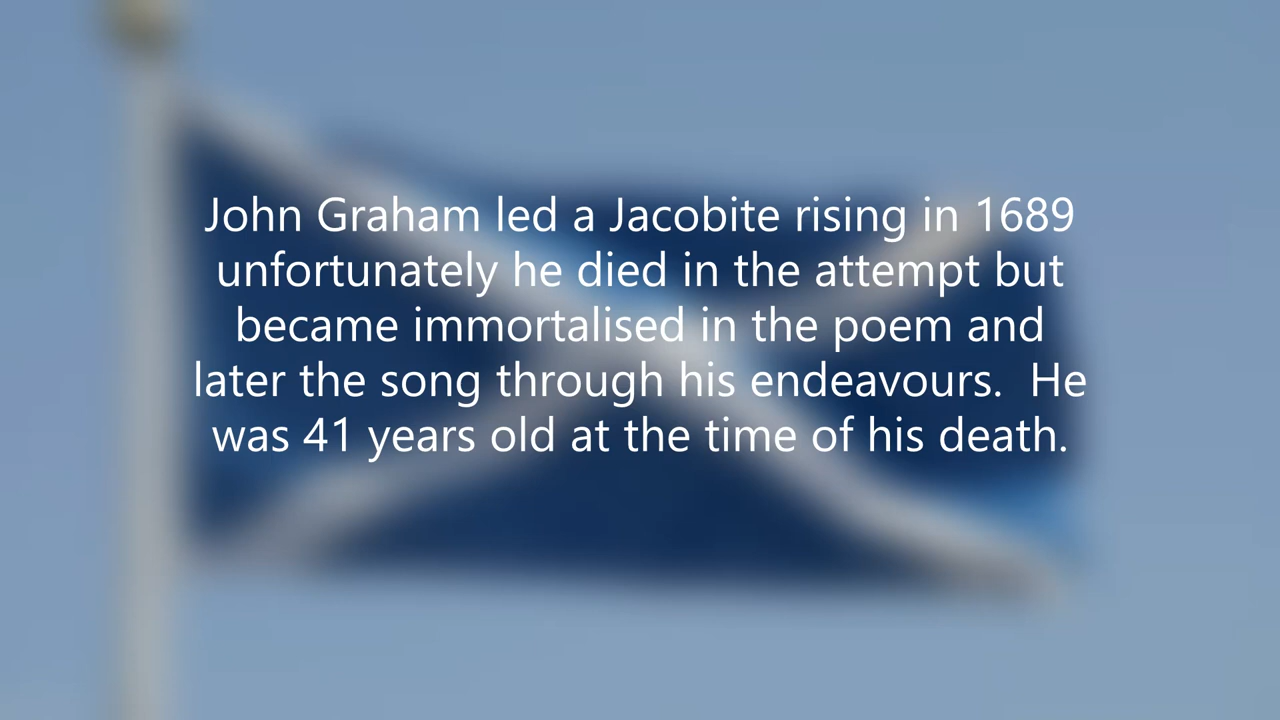 John Graham led a Jacobite rising in 1689
unfortunately he died in the attempt but
became immortalised in the poem and
later the song through his endeavours.  He
was 41 years old at the time of his death.